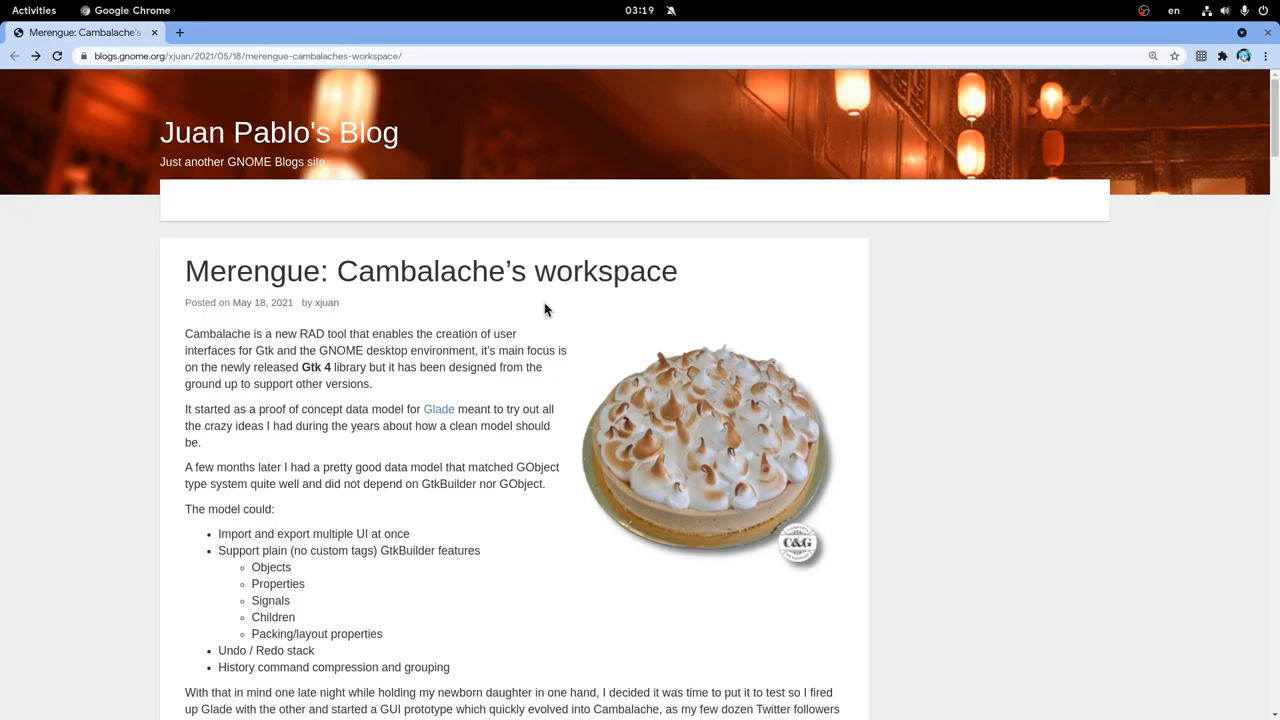 Activities
Google Chrome
03:19
en
Merengue: Cambalache's
blogs.gnome.org/xjuan/2021/05/18/merengue-cambalaches-workspace/
Juan Pablo's Blog
Just another GNOME Blogs site
Merengue: Cambalache’s workspace
Posted on May 18, 2021 by xjuan
Cambalache is a new RAD tool that enables the creation of user
interfaces for Gtk and the GNOME desktop environment, it’s main focus is
on the newly released Gtk 4 library but it has been designed from the
ground up to support other versions.
It started as a proof of concept data model for Glade meant to try out all
the crazy ideas I had during the years about how a clean model should
be.
A few months later I had a pretty good data model that matched GObject
type system quite well and did not depend on GtkBuilder nor GObject.
The model could:
Import and export multiple UI at once
Support plain (no custom tags) GtkBuilder features
Objects
Properties
Signals
Children
Packing/layout properties
Undo / Redo stack
History command compression and grouping
C&G
With that in mind one late night while holding my newborn daughter in one hand, I decided it was time to put it to test so I fired
up Glade with the other and started a GUI prototype which quickly evolved into Cambalache, as my few dozen Twitter followers